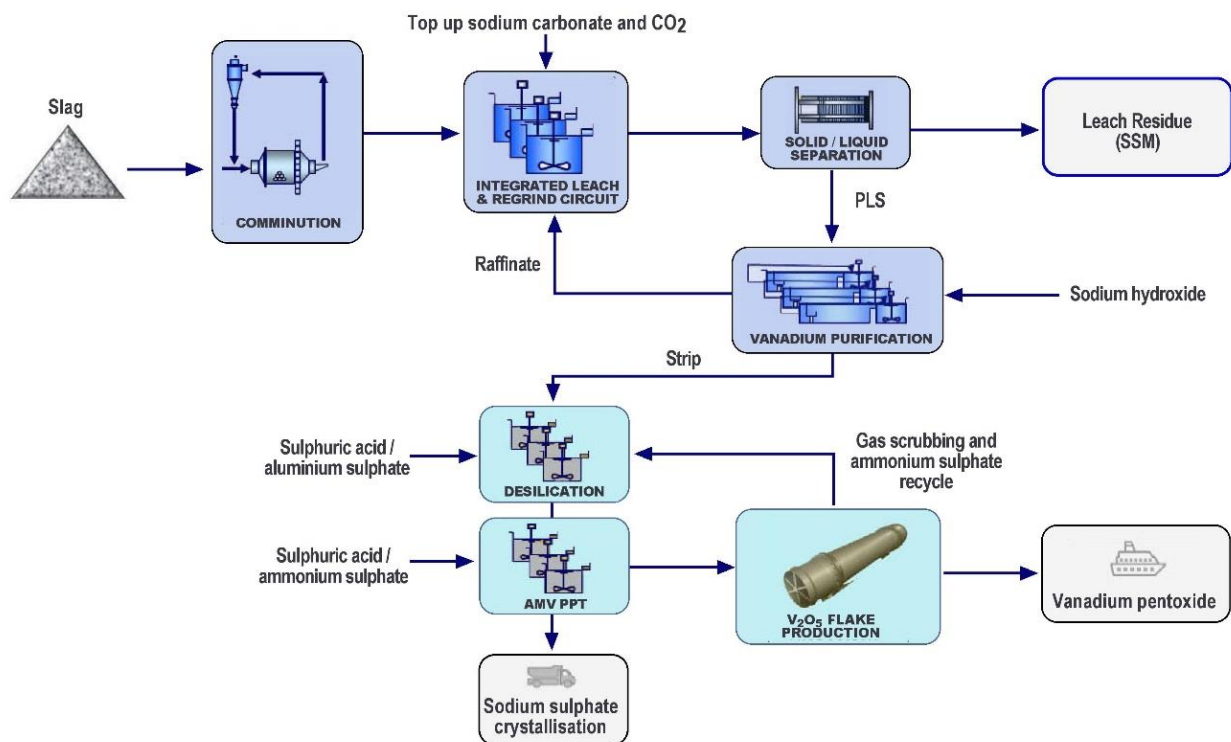 Top up sodium carbonate and CO2
Slag
COMMINUTION
INTEGRATED LEACH
& REGRIND CIRCUIT
SOLID / LIQUID
SEPARATION
Leach Residue
(SSM)
PLS
Raffinate
VANADIUM PURIFICATION
Sodium hydroxide
Strip
Sulphuric acid /
aluminium sulphate
DESILICATION
Gas scrubbing and
ammonium sulphate
recycle
Sulphuric acid /
ammonium sulphate
AMV PPT
V2O5 FLAKE
PRODUCTION
Vanadium pentoxide
Sodium sulphate
crystallisation